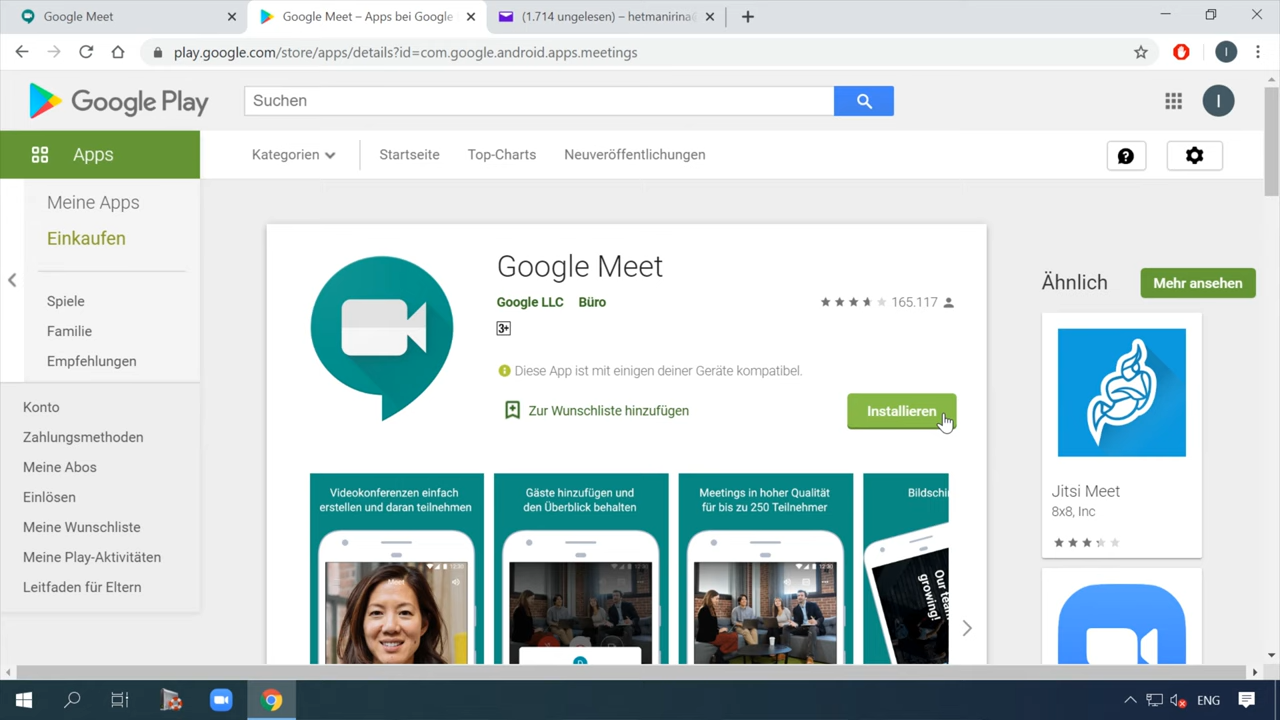 Google Meet
Google Meet – Apps bei Google
(1.714 ungelesen) – hetmanirina
play.google.com/store/apps/details?id=com.google.android.apps.meetings
I
Google Play
Suchen
I
Apps
Kategorien
Startseite
Top-Charts
Neuveröffentlichungen
Meine Apps
Einkaufen
Spiele
Familie
Empfehlungen
Konto
Zahlungsmethoden
Meine Abos
Einlösen
Meine Wunschliste
Meine Play-Aktivitäten
Leitfaden für Eltern
Google Meet
Google LLC Büro
165.117
3+
Diese App ist mit einigen deiner Geräte kompatibel.
Zur Wunschliste hinzufügen
Installieren
Videokonferenzen einfach
erstellen und daran teilnehmen
Meet
Gäste hinzufügen und
den Überblick behalten
Meetings in hoher Qualität
für bis zu 250 Teilnehmer
Bildschi
Our team
growing!
Ähnlich
Mehr ansehen
Jitsi Meet
8x8, Inc
ENG